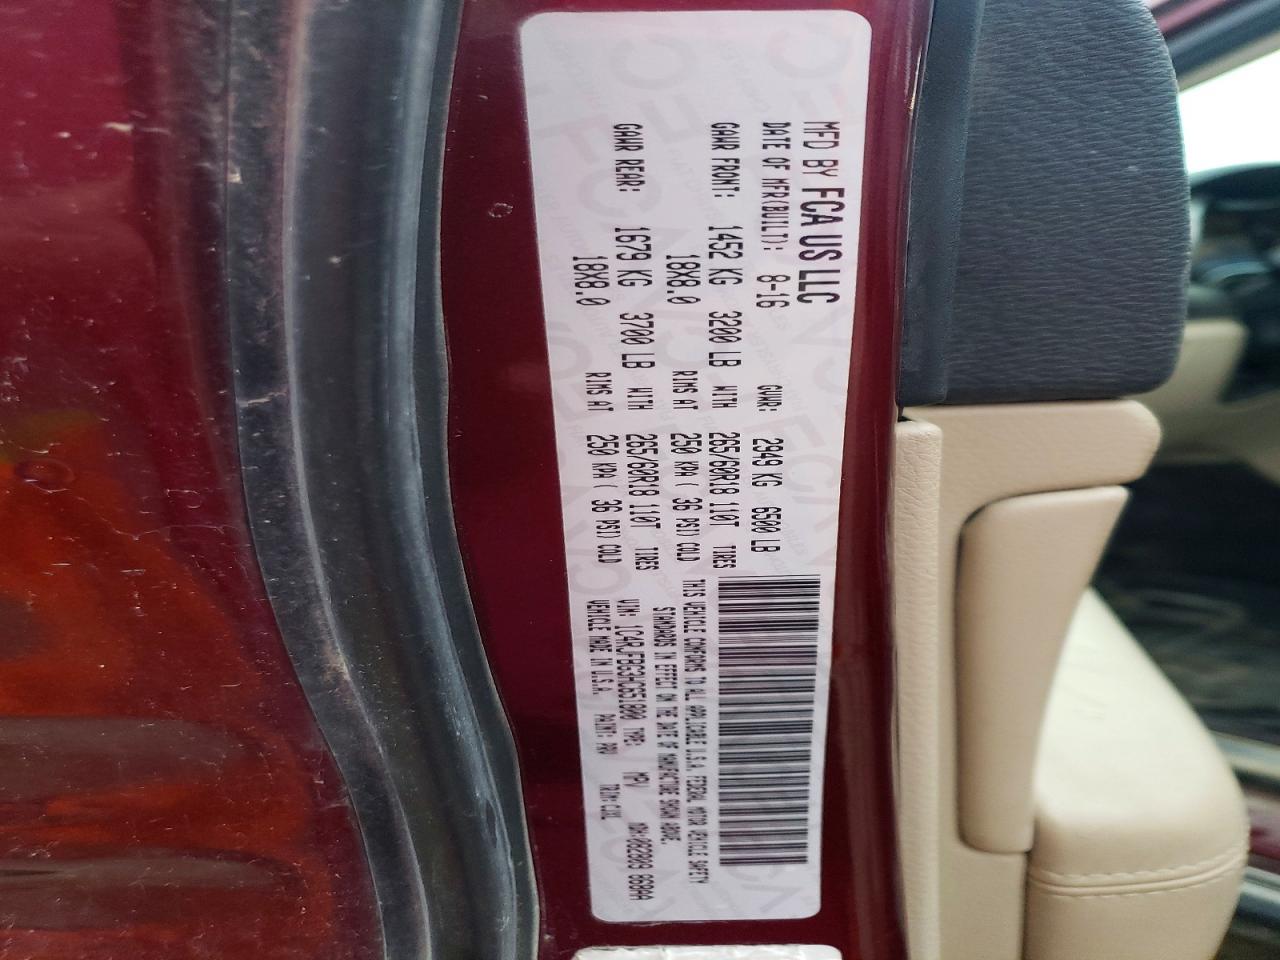 MFD BY FCA US LLC
DATE OF MFR(BUILT): 8-16 GVWR: 2949 KG 6500 LB
GAWR FRONT: 1452 KG 3200 LB WITH 265/60R18 110T TIRES
18X8.0 RIMS AT 250 KPA( 36 PSI) COLD
GAWR REAR: 1679 KG 3700 LB WITH 265/60R18 110T TIRES
18X8.0 RIMS AT 250 KPA( 36 PSI) COLD
THIS VEHICLE CONFORMS TO ALL APPLICABLE U.S.A. FEDERAL MOTOR VEHICLE SAFETY
STANDARDS IN EFFECT ON THE DATE OF MANUFACTURE SHOWN ABOVE.
VIN: 1C4RJFBG3HC651800 TYPE: MPV
VEHICLE MADE IN U.S.A. PAINT: PRV